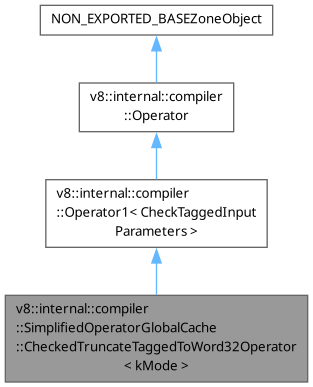 NON_EXPORTED_BASEZoneObject
v8::internal::compiler
::Operator
v8::internal::compiler
::Operator1< CheckTaggedInput
Parameters >
v8::internal::compiler
::SimplifiedOperatorGlobalCache
::CheckedTruncateTaggedToWord32Operator
< kMode >